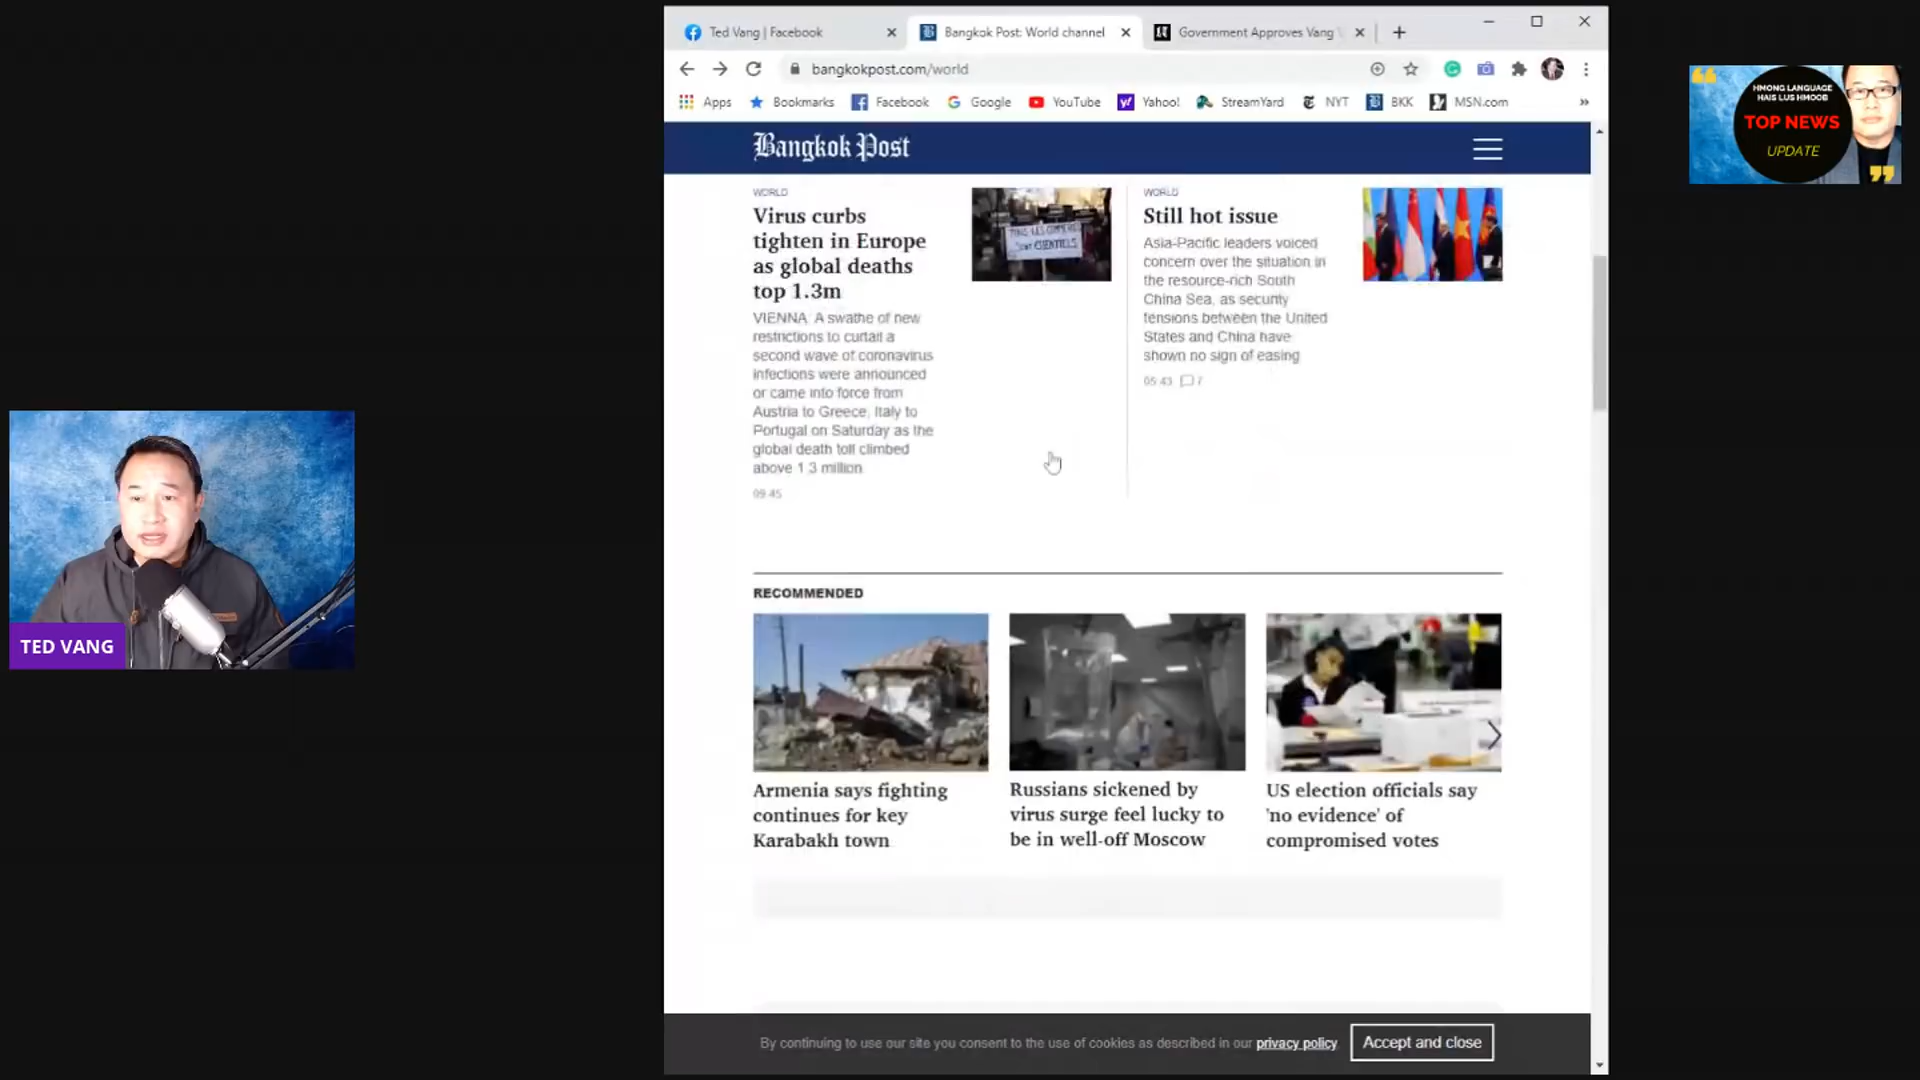 Ted Vang | Facebook
Bangkok Post: World channel
Government Approves Vang
bangkokpost.com/world
Apps
Bookmarks
Facebook
Google
YouTube
Yahoo!
StreamYard
NYT
BKK
MSN.com
Bangkok Post
WORLD
Virus curbs
tighten in Europe
as global deaths
top 1.3m
VIENNA: A swathe of new
restrictions to curtail a
second wave of coronavirus
infections were announced
or came into force from
Austria to Greece, Italy to
Portugal on Saturday as the
global death toll climbed
above 1.3 million
09:45
WORLD
Still hot issue
Asia-Pacific leaders voiced
concern over the situation in
the resource-rich South
China Sea, as security
tensions between the United
States and China have
shown no sign of easing
05:43 7
RECOMMENDED
Armenia says fighting
continues for key
Karabakh town
Russians sickened by
virus surge feel lucky to
be in well-off Moscow
US election officials say
'no evidence' of
compromised votes
By continuing to use our site you consent to the use of cookies as described in our privacy policy
Accept and close
TED VANG
HMONG LANGUAGE
HAIS LUS HMOOB
TOP NEWS
UPDATE